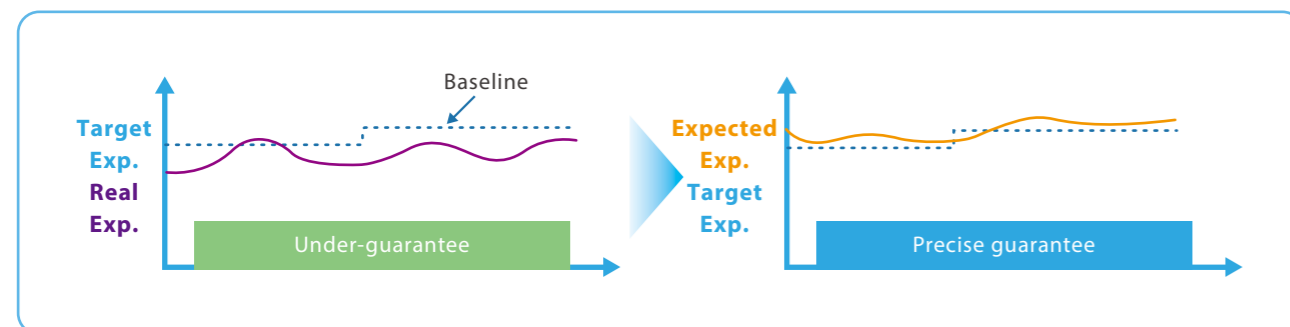 Baseline
Target
Exp.
Real
Exp.
Under-guarantee
Expected
Exp.
Target
Exp.
Precise guarantee